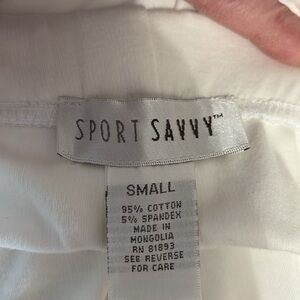 SPORT SAVVY™
SMALL
95% COTTON
5% SPANDEX
MADE IN
MONGOLIA
RN 81893
SEE REVERSE
FOR CARE